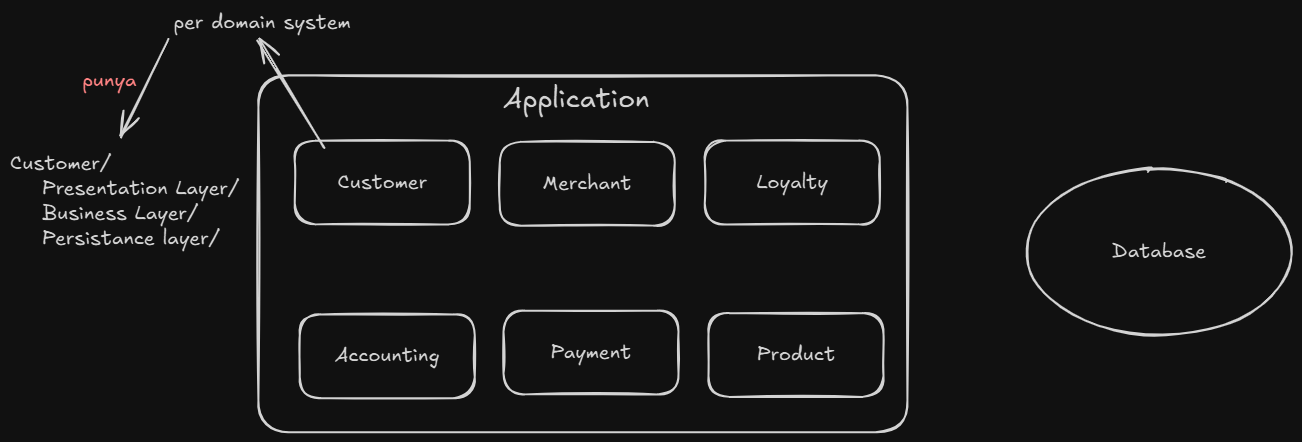 per domain system
punya
Application
Customer/
Presentation Layer/
Business Layer/
Persistance layer/
Customer
Merchant
Loyalty
Accounting
Payment
Product
Database